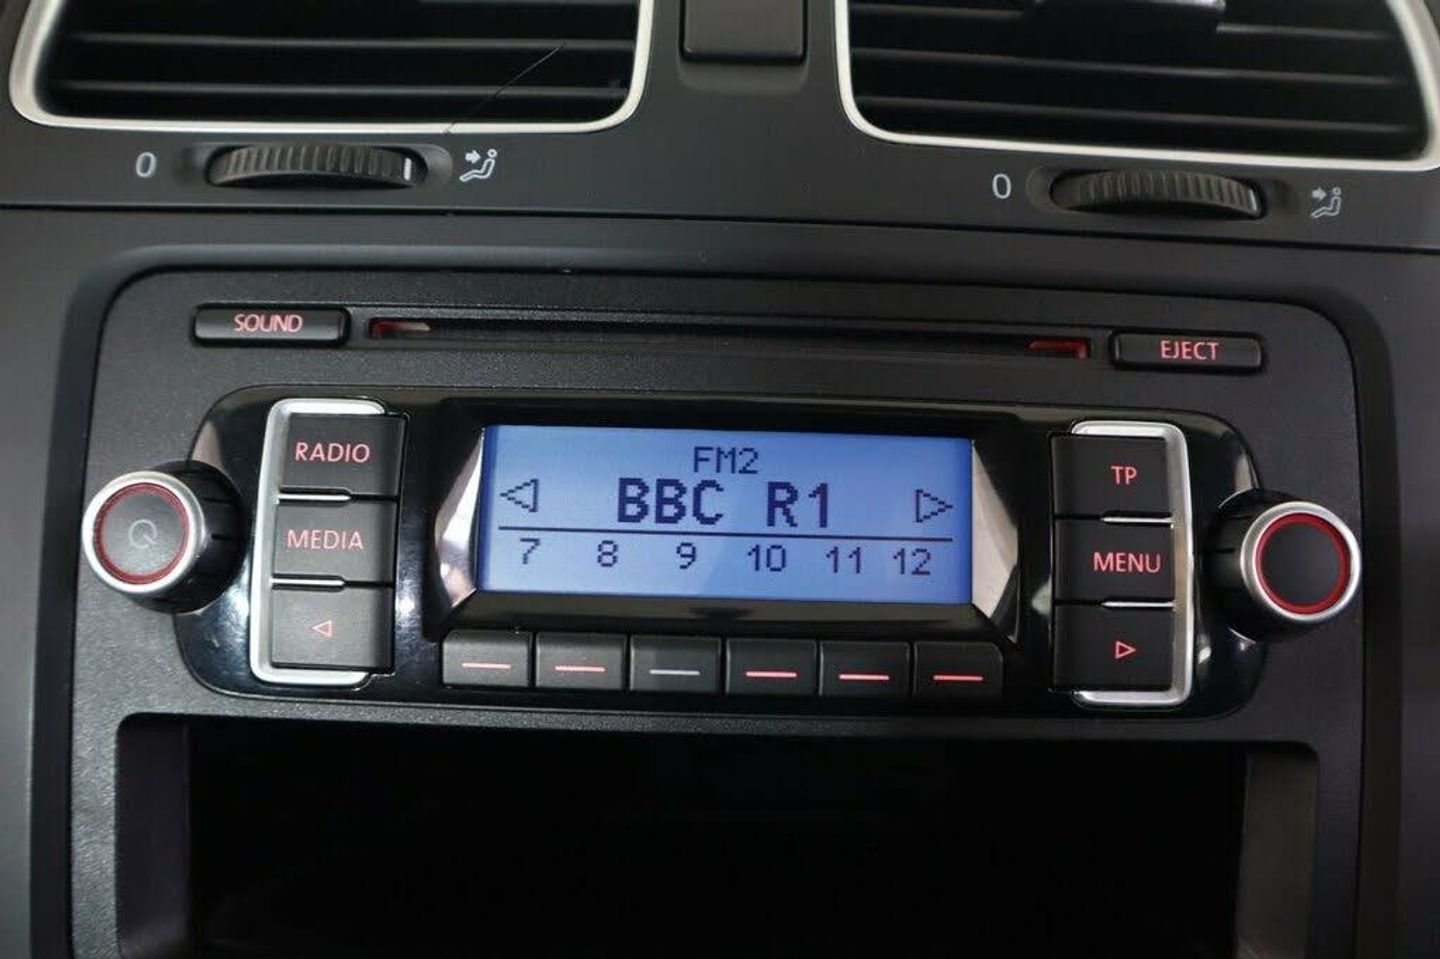 0
0
SOUND
EJECT
RADIO
MEDIA
FM2
BBC R1
7 8 9 10 11 12
TP
MENU